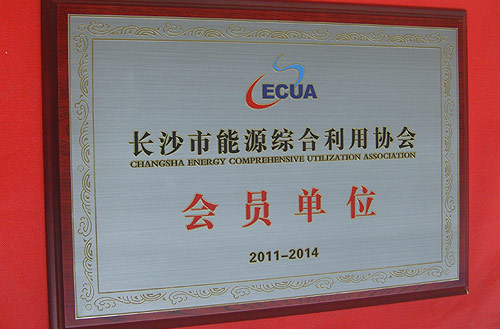 ECUA
长沙市能源综合利用协会
CHANGSHA ENERGY COMPREHENSIVE UTILIZATION ASSOCIATION
会员单位
2011-2014